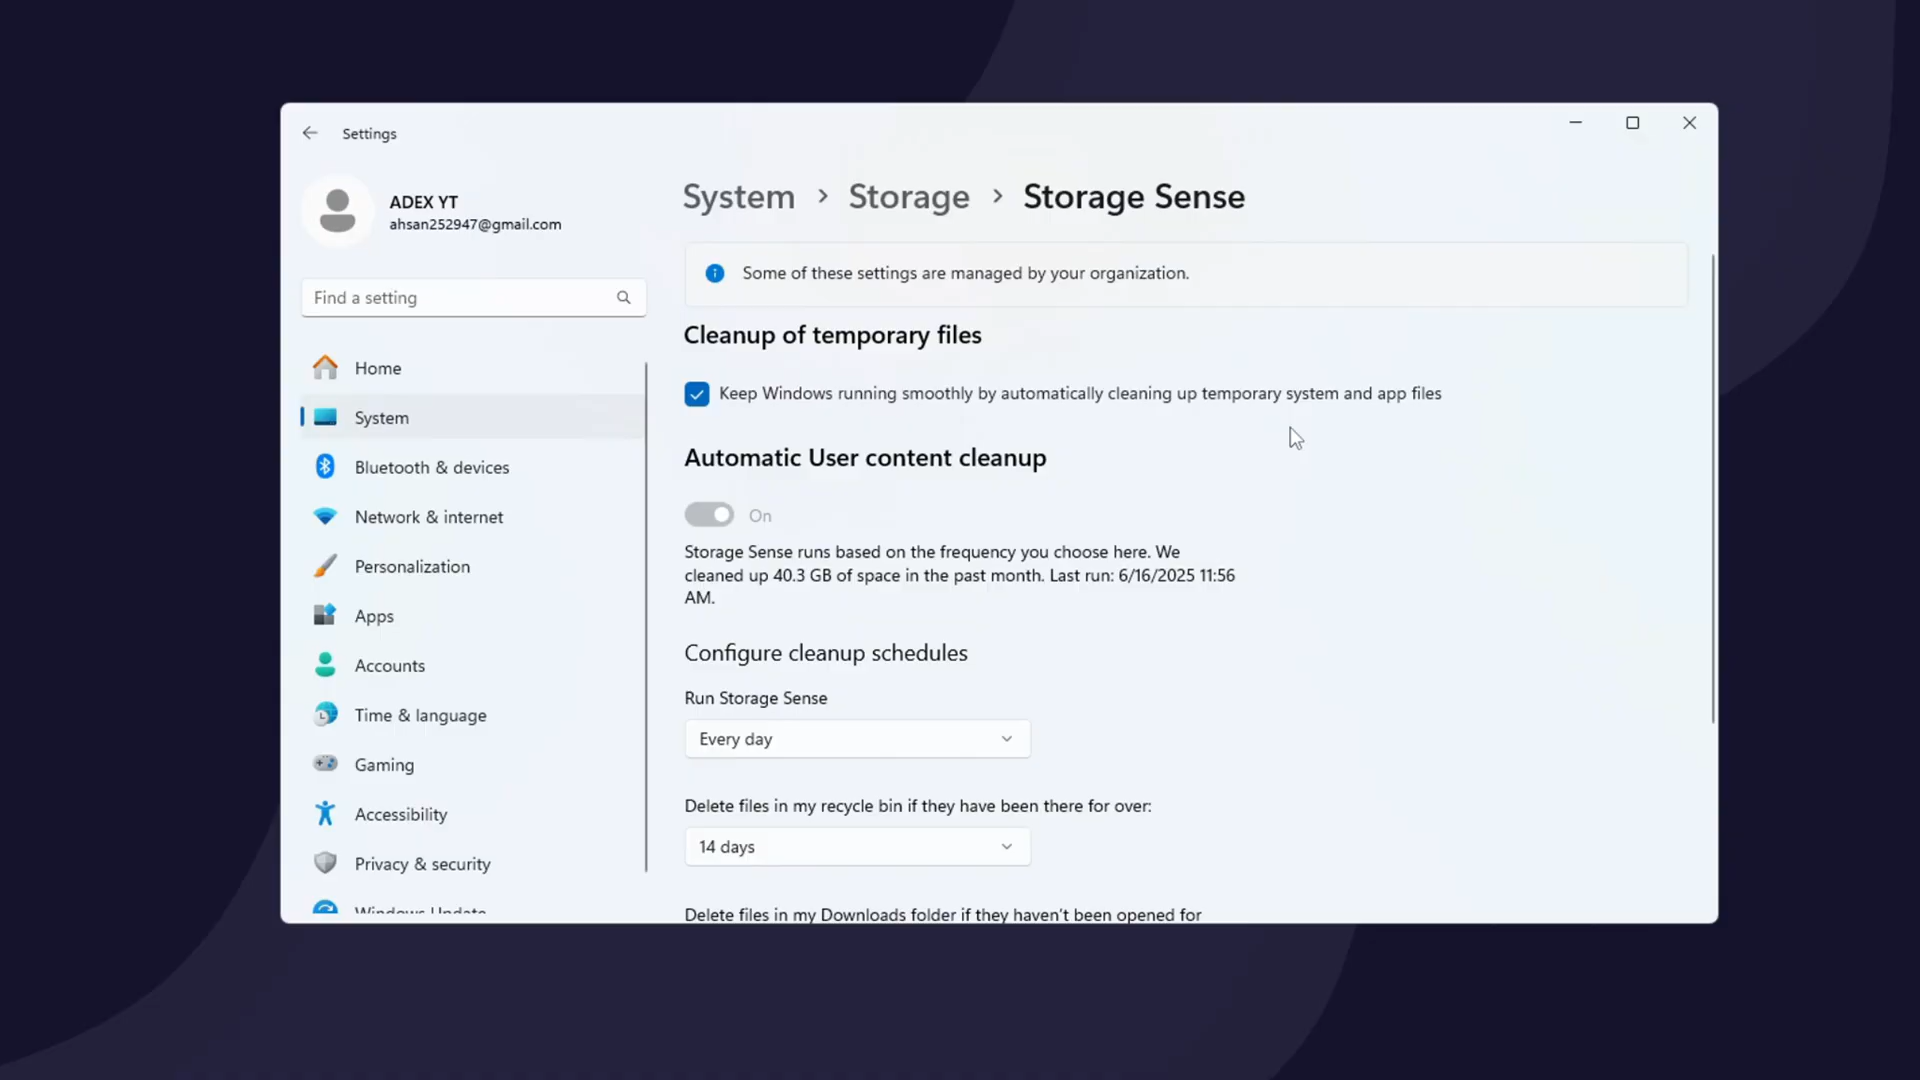 Settings
ADEX YT
ahsan252947@gmail.com
Find a setting
Home
System
Bluetooth & devices
Network & internet
Personalization
Apps
Accounts
Time & language
Gaming
Accessibility
Privacy & security
Windows Update
System > Storage > Storage Sense
Some of these settings are managed by your organization.
Cleanup of temporary files
Keep Windows running smoothly by automatically cleaning up temporary system and app files
Automatic User content cleanup
On
Storage Sense runs based on the frequency you choose here. We
cleaned up 40.3 GB of space in the past month. Last run: 6/16/2025 11:56
AM.
Configure cleanup schedules
Run Storage Sense
Every day
Delete files in my recycle bin if they have been there for over:
14 days
Delete files in my Downloads folder if they haven't been opened for